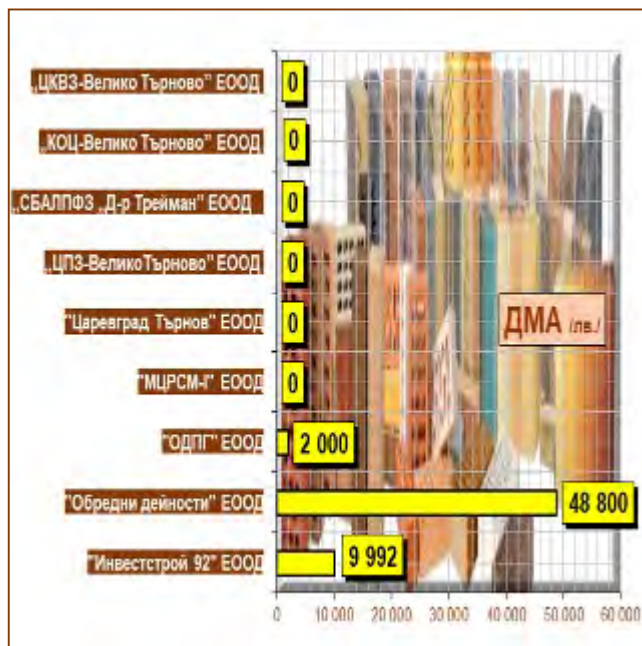 „ЦКВЗ-Велико Търново” ЕООД 0
„КОЦ-Велико Търново” ЕООД 0
„СБАЛПФЗ „Д-р Трейман” ЕООД 0
„ЦПЗ-ВеликоТърново” ЕООД 0
"Царевград Търнов" ЕООД 0
ДМА (лв.)
"МЦРСМ-I" ЕООД 0
"ОДПГ" ЕООД 2 000
"Обредни дейности" ЕООД 48 800
"Инвестстрой 92" ЕООД 9 992
0 10 000 20 000 30 000 40 000 50 000 60 000